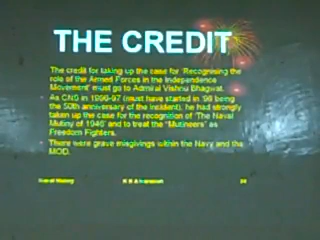 THE CREDIT
The credit for taking up the case for 'Recognising the
role of the Armed Forces in the Independence
Movement' must go to Admiral Vishnu Bhagwat.
As CNS in 1996-97 (must have started in '96 being
the 50th anniversary of the incident), he had strongly
taken up the case for the recognition of 'The Naval
Mutiny of 1946' and to treat the "Mutineers" as
Freedom Fighters.
There were grave misgivings within the Navy and the
MOD.
Naval Mutiny